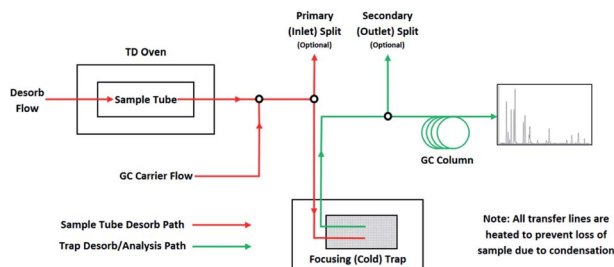 Primary
(Inlet) Split
(Optional)
Secondary
(Outlet) Split
(Optional)
TD Oven
Desorb
Flow
Sample Tube
GC Column
GC Carrier Flow
Sample Tube Desorb Path
Trap Desorb/Analysis Path
Focusing (Cold) Trap
Note: All transfer lines are
heated to prevent loss of
sample due to condensation